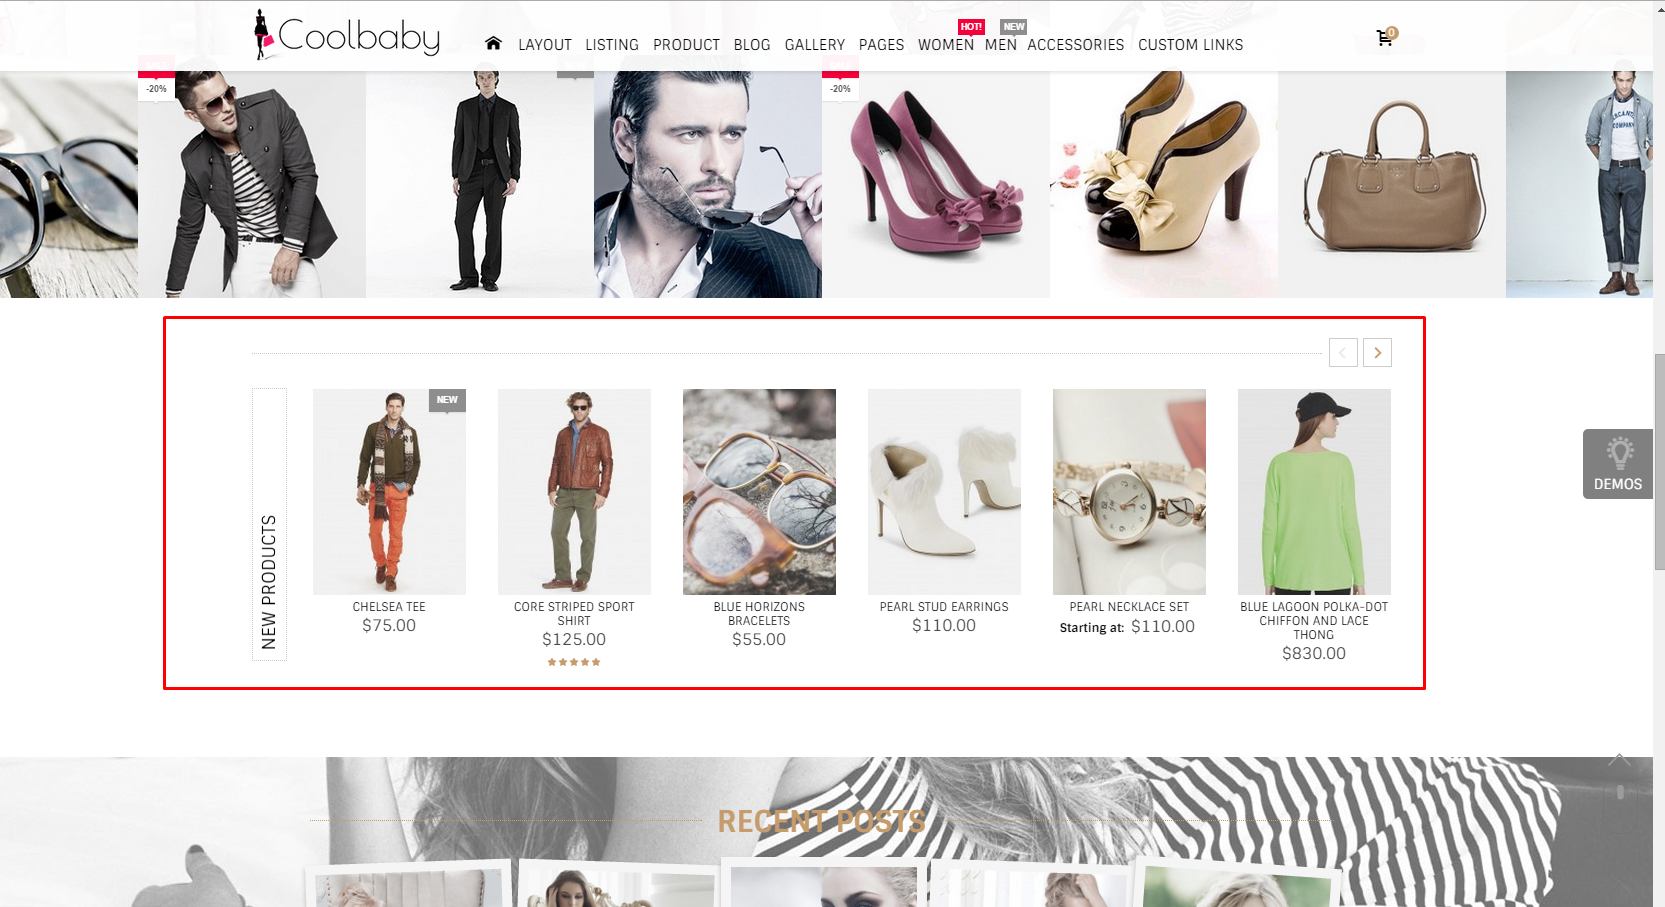 HOT!
NEW
Coolbaby
LAYOUT LISTING PRODUCT BLOG GALLERY PAGES WOMEN MEN ACCESSORIES CUSTOM LINKS
0
-20%
-20%
MERCANTILE
COMPANY
NEW PRODUCTS
NEW
CHELSEA TEE
$75.00
CORE STRIPED SPORT
SHIRT
$125.00
BLUE HORIZONS
BRACELETS
$55.00
PEARL STUD EARRINGS
$110.00
PEARL NECKLACE SET
Starting at: $110.00
BLUE LAGOON POLKA-DOT
CHIFFON AND LACE
THONG
$830.00
DEMOS
RECENT POSTS